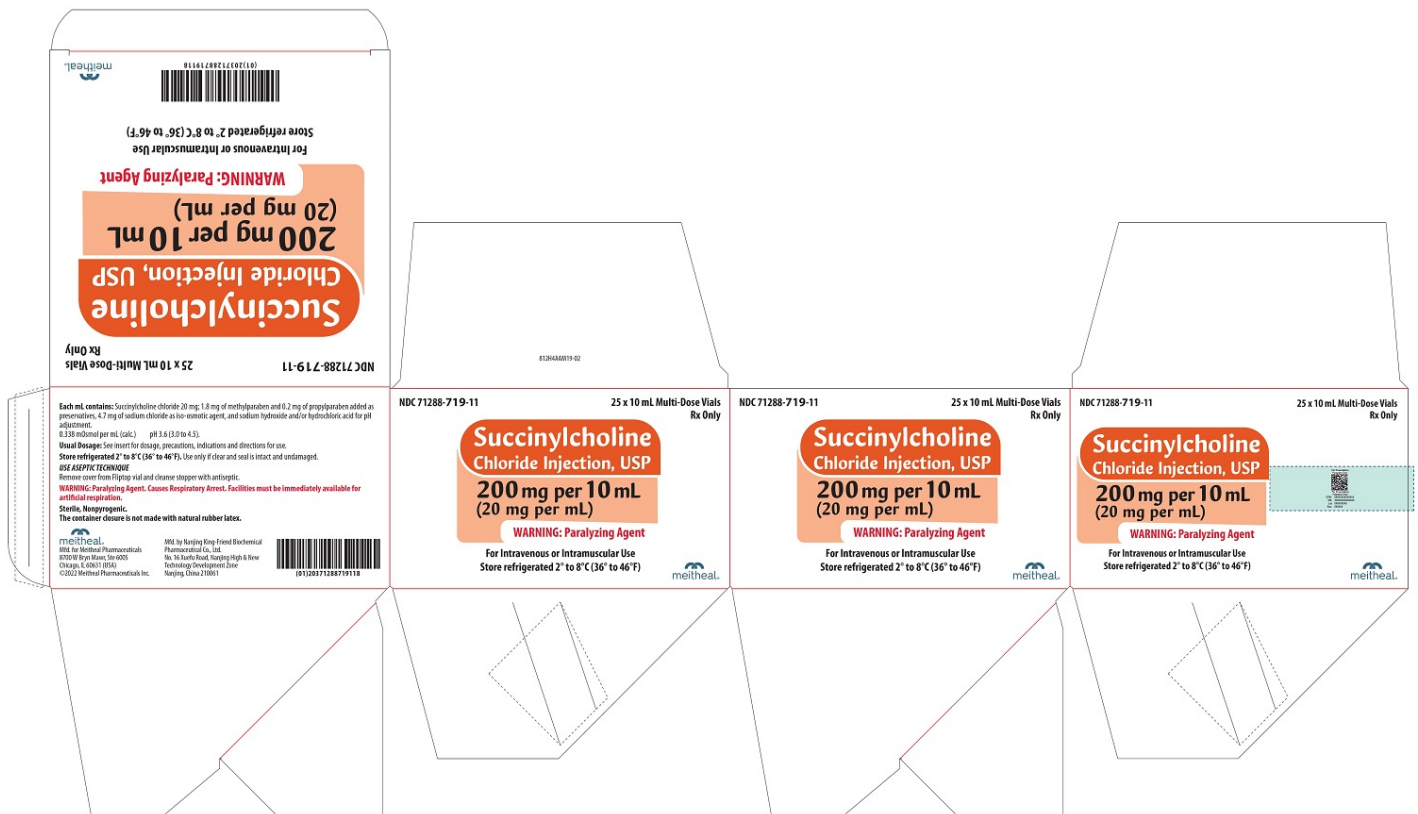 meitheal®
(01)20371288719118
Store refrigerated 2° to 8°C (36° to 46°F)
For Intravenous or Intramuscular Use
WARNING: Paralyzing Agent
(20 mg per mL)
200 mg per 10 mL
Chloride Injection, USP
Succinylcholine
Rx Only
NDC 71288-719-11
25 x 10 mL Multi-Dose Vials
812H4AAW19-02
Each mL contains: Succinylcholine chloride 20 mg; 1.8 mg of methylparaben and 0.2 mg of propylparaben added as
preservatives, 4.7 mg of sodium chloride as iso-osmotic agent, and sodium hydroxide and/or hydrochloric acid for pH
adjustment.
0.338 mOsmol per mL (calc.) pH 3.6 (3.0 to 4.5).
Usual Dosage: See insert for dosage, precautions, indications and directions for use.
Store refrigerated 2° to 8°C (36° to 46°F). Use only if clear and seal is intact and undamaged.
USE ASEPTIC TECHNIQUE
Remove cover from Fliptop vial and cleanse stopper with antiseptic.
WARNING: Paralyzing Agent. Causes Respiratory Arrest. Facilities must be immediately available for
artificial respiration.
Sterile, Nonpyrogenic.
The container closure is not made with natural rubber latex.
meitheal®
Mfd. for Meitheal Pharmaceuticals
8700 W Bryn Mawr, Ste 600S
Chicago, IL 60631 (USA)
©2022 Meitheal Pharmaceuticals Inc.
Mfd. by Nanjing King-Friend Biochemical
Pharmaceutical Co., Ltd.
No. 16 Xuefu Road, Nanjing High & New
Technology Development Zone
Nanjing, China 210061
(01)20371288719118
NDC 71288-719-11
25 x 10 mL Multi-Dose Vials
Rx Only
Succinylcholine
Chloride Injection, USP
200 mg per 10 mL
(20 mg per mL)
WARNING: Paralyzing Agent
For Intravenous or Intramuscular Use
Store refrigerated 2° to 8°C (36° to 46°F)
meitheal®
NDC 71288-719-11
25 x 10 mL Multi-Dose Vials
Rx Only
Succinylcholine
Chloride Injection, USP
200 mg per 10 mL
(20 mg per mL)
WARNING: Paralyzing Agent
For Intravenous or Intramuscular Use
Store refrigerated 2° to 8°C (36° to 46°F)
meitheal®
NDC 71288-719-11
25 x 10 mL Multi-Dose Vials
Rx Only
Succinylcholine
Chloride Injection, USP
200 mg per 10 mL
(20 mg per mL)
WARNING: Paralyzing Agent
For Intravenous or Intramuscular Use
Store refrigerated 2° to 8°C (36° to 46°F)
meitheal®